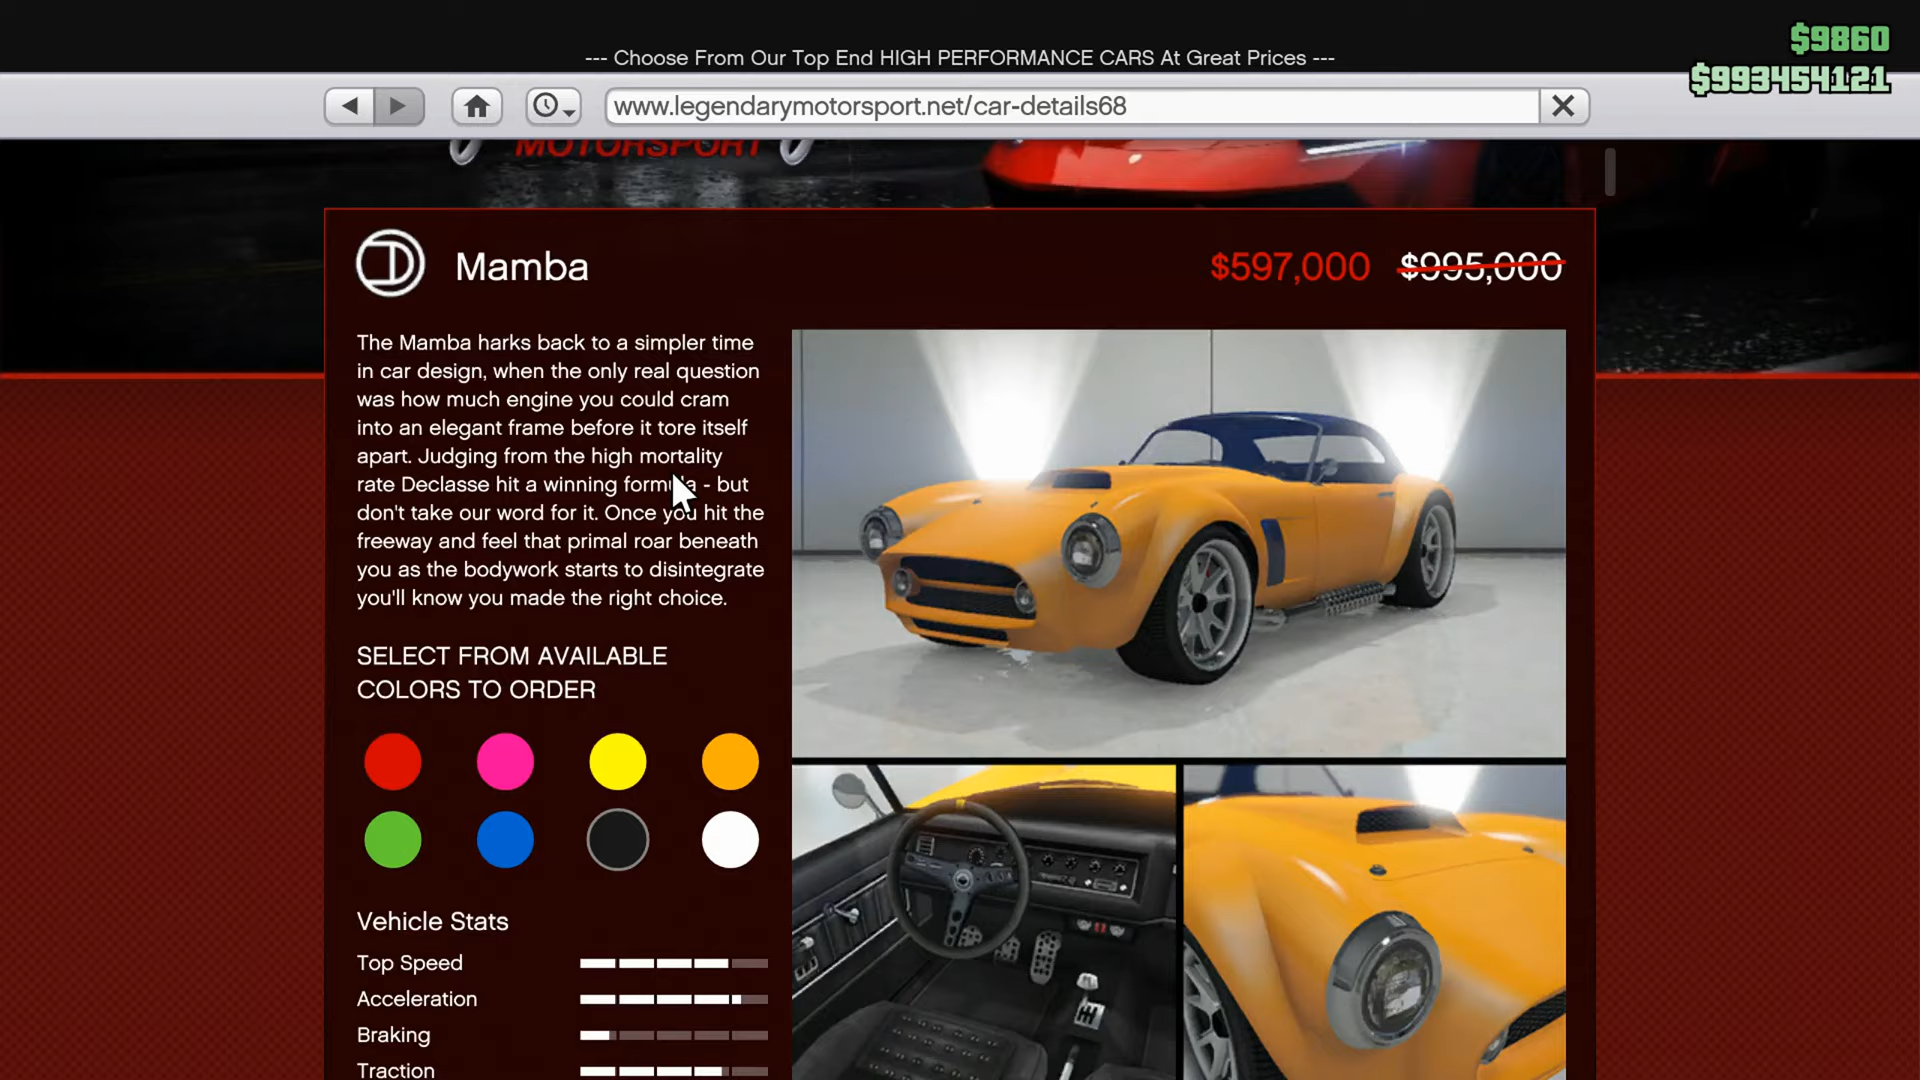 $9860
--- Choose From Our Top End HIGH PERFORMANCE CARS At Great Prices ---
$993454121
www.legendarymotorsport.net/car-details68
MOTORSPORT
Mamba
$597,000 $995,000
The Mamba harks back to a simpler time
in car design, when the only real question
was how much engine you could cram
into an elegant frame before it tore itself
apart. Judging from the high mortality
rate Declasse hit a winning formula - but
don't take our word for it. Once you hit the
freeway and feel that primal roar beneath
you as the bodywork starts to disintegrate
you'll know you made the right choice.
SELECT FROM AVAILABLE
COLORS TO ORDER
Vehicle Stats
Top Speed
Acceleration
Braking
Traction